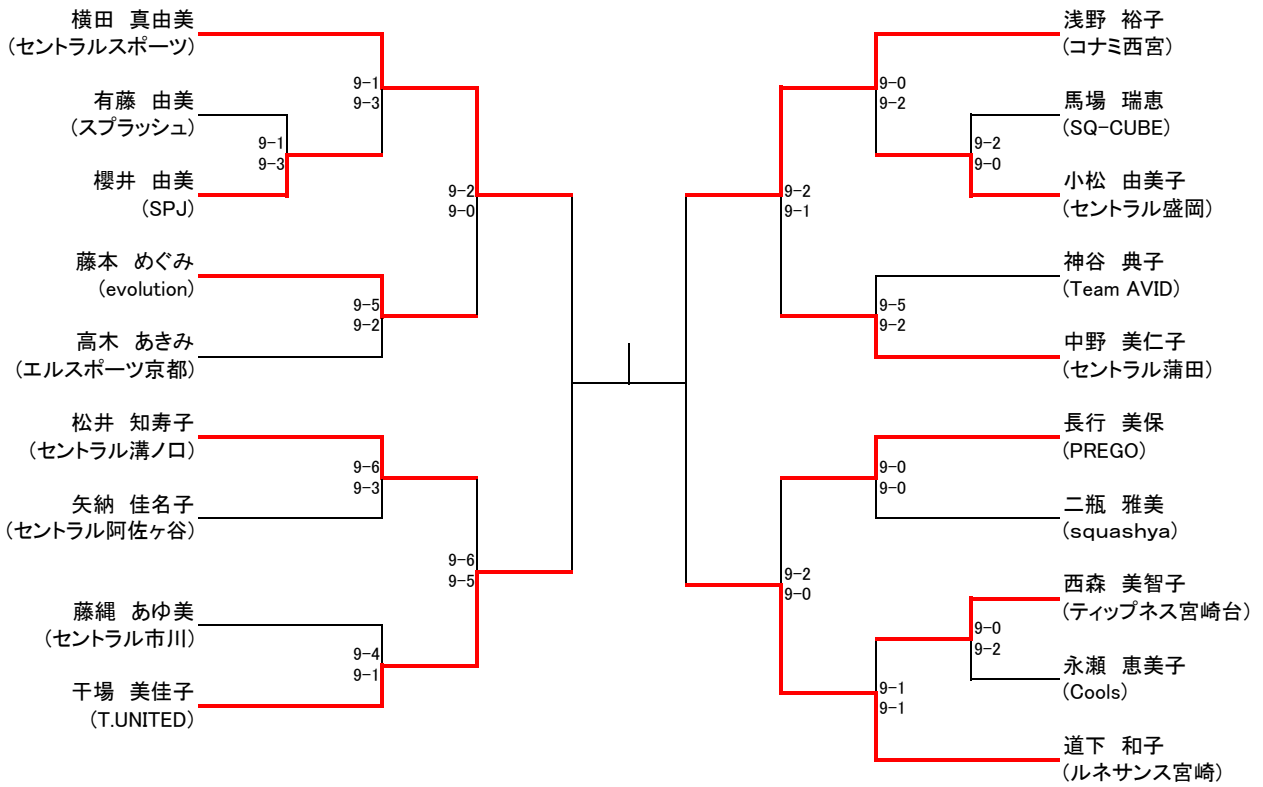 横田 真由美
(セントラルスポーツ)
有藤 由美
(スプラッシュ)
櫻井 由美
(SPJ)
藤本 めぐみ
(evolution)
高木 あきみ
(エルスポーツ京都)
松井 知寿子
(セントラル溝ノ口)
矢納 佳名子
(セントラル阿佐ヶ谷)
藤縄 あゆ美
(セントラル市川)
干場 美佳子
(T.UNITED)
9-1
9-3
9-1
9-3
9-5
9-2
9-6
9-3
9-4
9-1
9-2
9-0
9-6
9-5
9-2
9-1
9-2
9-0
9-0
9-2
9-2
9-0
9-5
9-2
9-0
9-0
9-0
9-2
9-1
9-1
浅野 裕子
(コナミ西宮)
馬場 瑞恵
(SQ-CUBE)
小松 由美子
(セントラル盛岡)
神谷 典子
(Team AVID)
中野 美仁子
(セントラル蒲田)
長行 美保
(PREGO)
二瓶 雅美
(squashya)
西森 美智子
(ティップネス宮崎台)
永瀬 恵美子
(Cools)
道下 和子
(ルネサンス宮崎)